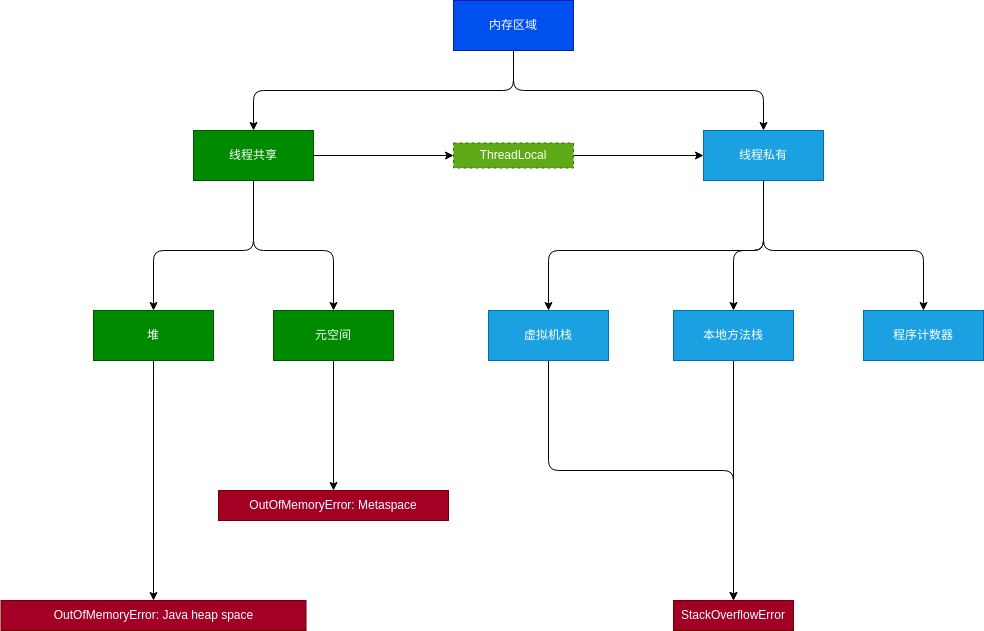 内存区域
线程共享
ThreadLocal
线程私有
堆
元空间
虚拟机栈
本地方法栈
程序计数器
OutOfMemoryError: Metaspace
OutOfMemoryError: Java heap space
StackOverflowError